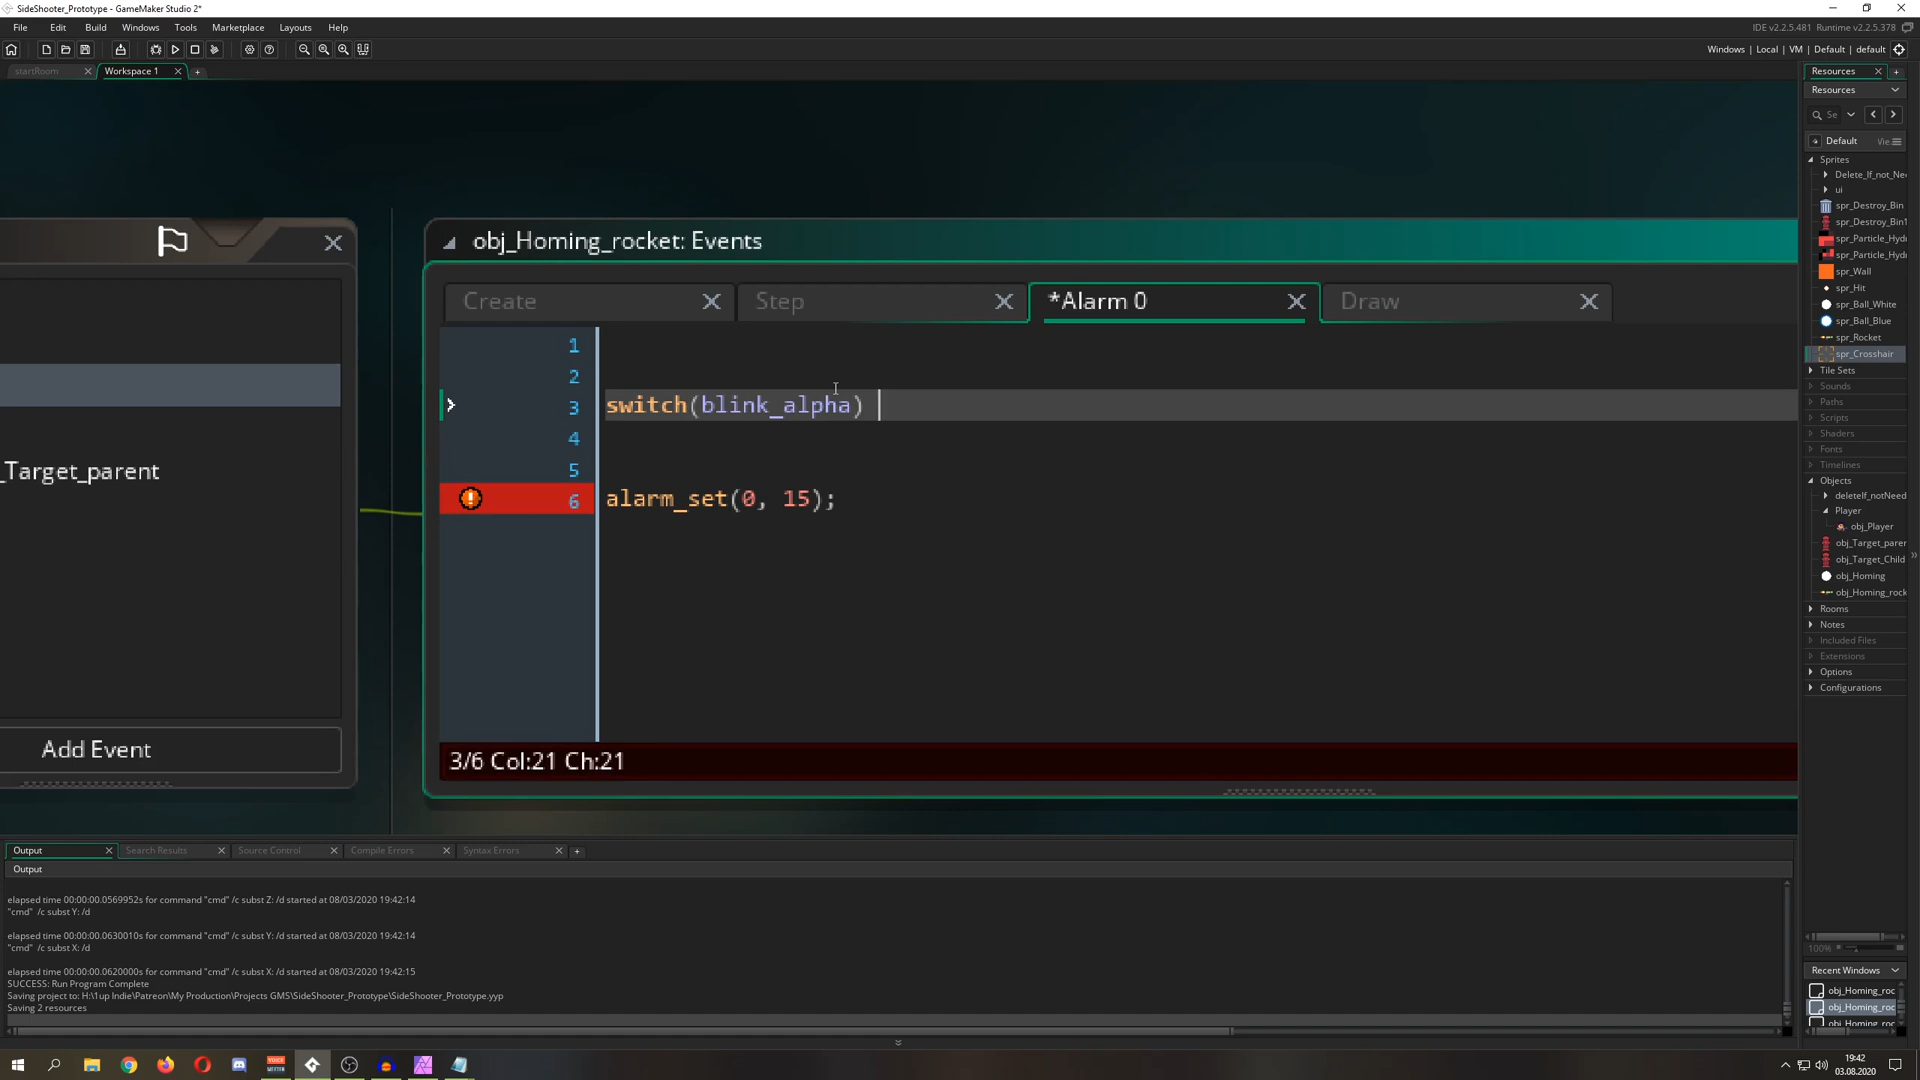 SideShooter_Prototype - GameMaker Studio 2*
File Edit Build Windows Tools Marketplace Layouts Help
IDE v2.2.5.481 Runtime v2.2.5.378
Windows | Local | VM | Default | default
startRoom
Workspace 1
Resources
Resources
Se
Default
Vie
Sprites
Delete_If_not_Nee
ui
spr_Destroy_Bin
spr_Destroy_Bin1
spr_Particle_Hydr
spr_Particle_Hydr
spr_Wall
spr_Hit
spr_Ball_White
spr_Ball_Blue
spr_Rocket
spr_Crosshair
Tile Sets
Sounds
Paths
Scripts
Shaders
Fonts
Timelines
Objects
deleteIf_notNeed
Player
obj_Player
obj_Target_paren
obj_Target_Child
obj_Homing
obj_Homing_rock
Rooms
Notes
Included Files
Extensions
Options
Configurations
100%
Recent Windows
obj_Homing_roc
obj_Homing_roc
obj_Homing_roc
_Target_parent
Add Event
obj_Homing_rocket: Events
Create
Step
*Alarm 0
Draw
1
2
3 switch(blink_alpha)
4
5
6 alarm_set(0, 15);
3/6 Col:21 Ch:21
Output
Search Results
Source Control
Compile Errors
Syntax Errors
Output
elapsed time 00:00:00.0569952s for command "cmd" /c subst Z: /d started at 08/03/2020 19:42:14
"cmd" /c subst Y: /d
elapsed time 00:00:00.0630010s for command "cmd" /c subst Y: /d started at 08/03/2020 19:42:14
"cmd" /c subst X: /d
elapsed time 00:00:00.0620000s for command "cmd" /c subst X: /d started at 08/03/2020 19:42:15
SUCCESS: Run Program Complete
Saving project to: H:\1up Indie\Patreon\My Production\Projects GMS\SideShooter_Prototype\SideShooter_Prototype.yyp
Saving 2 resources
19:42
03.08.2020